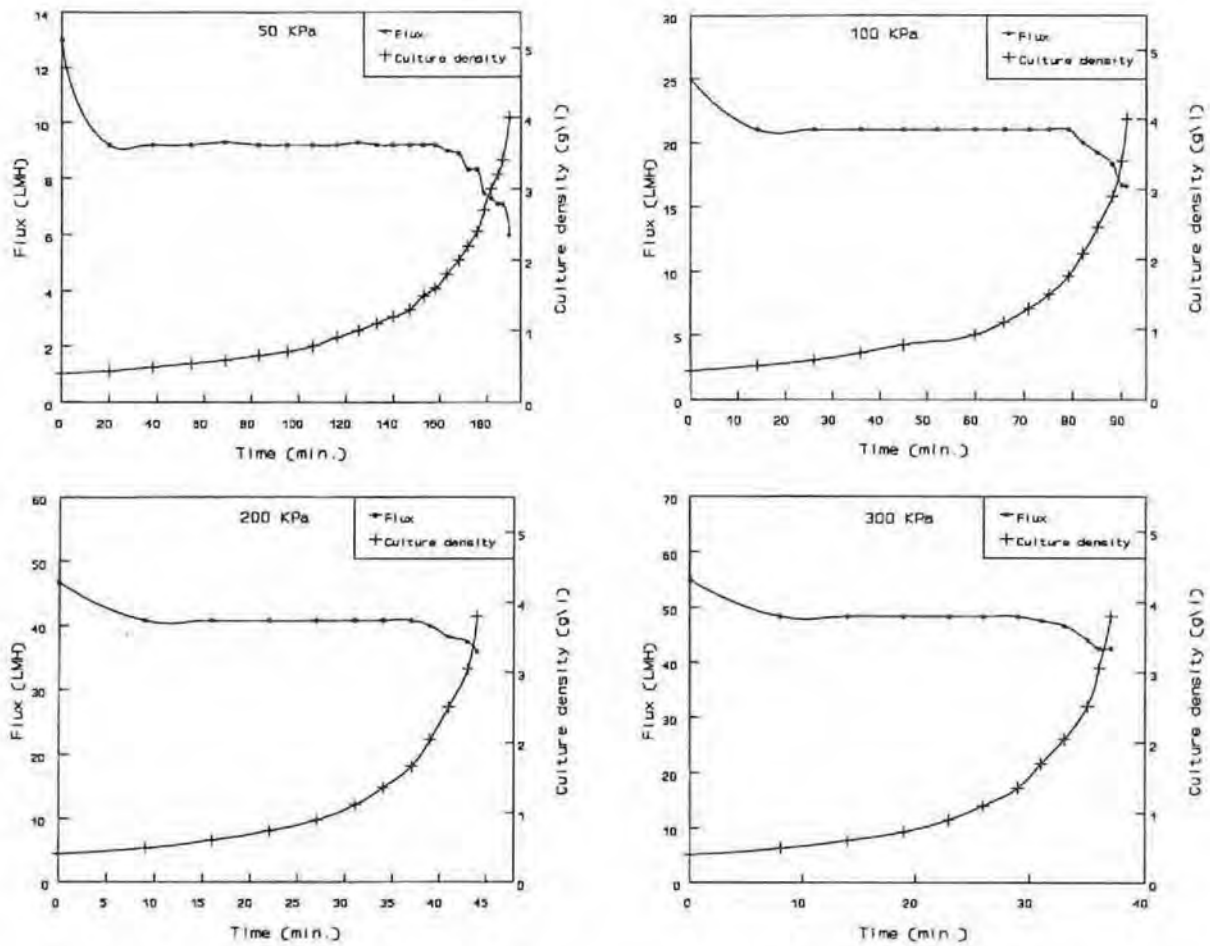 50 KPa
Flux
Culture density
Flux (LMH)
14
12
10
8
6
4
2
0
Culture density (g\l)
5
4
3
2
1
0
0 20 40 60 80 100 120 140 160 180
Time (min.)
100 KPa
Flux
Culture density
Flux (LMH)
30
25
20
15
10
5
0
Culture density (g\l)
5
4
3
2
1
0
0 10 20 30 40 50 60 70 80 90
Time (min.)
200 KPa
Flux
Culture density
Flux (LMH)
60
50
40
30
20
10
0
Culture density (g\l)
5
4
3
2
1
0
0 5 10 15 20 25 30 35 40 45
Time (min.)
300 KPa
Flux
Culture density
Flux (LMH)
70
60
50
40
30
20
10
0
Culture density (g\l)
5
4
3
2
1
0
0 10 20 30 40
Time (min.)